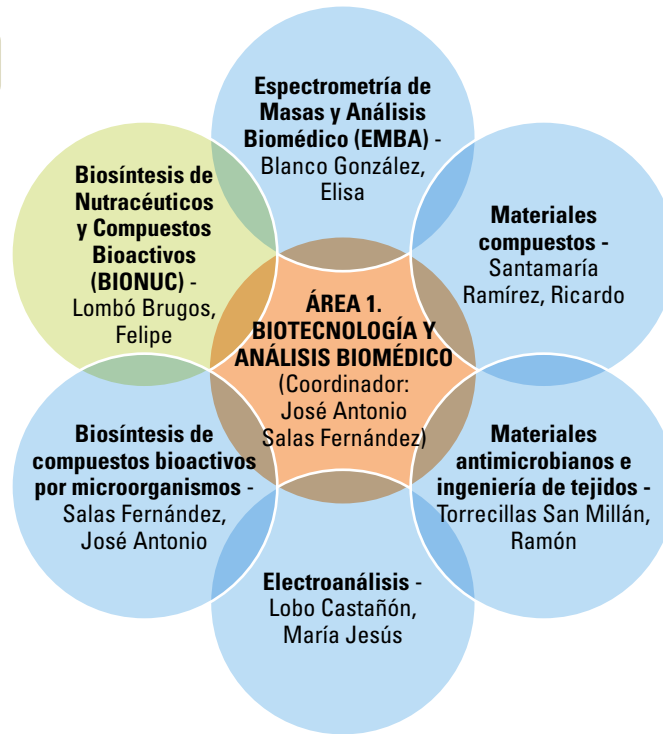 Espectrometría de
Masas y Análisis
Biomédico (EMBA) -
Blanco González,
Elisa
Biosíntesis de
Nutracéuticos
y Compuestos
Bioactivos
(BIONUC) -
Lombó Brugos,
Felipe
Materiales
compuestos -
Santamaría
Ramírez, Ricardo
ÁREA 1.
BIOTECNOLOGÍA Y
ANÁLISIS BIOMÉDICO
(Coordinador:
José Antonio
Salas Fernández)
Biosíntesis de
compuestos bioactivos
por microorganismos -
Salas Fernández,
José Antonio
Materiales
antimicrobianos e
ingeniería de tejidos -
Torrecillas San Millán,
Ramón
Electroanálisis -
Lobo Castañón,
María Jesús